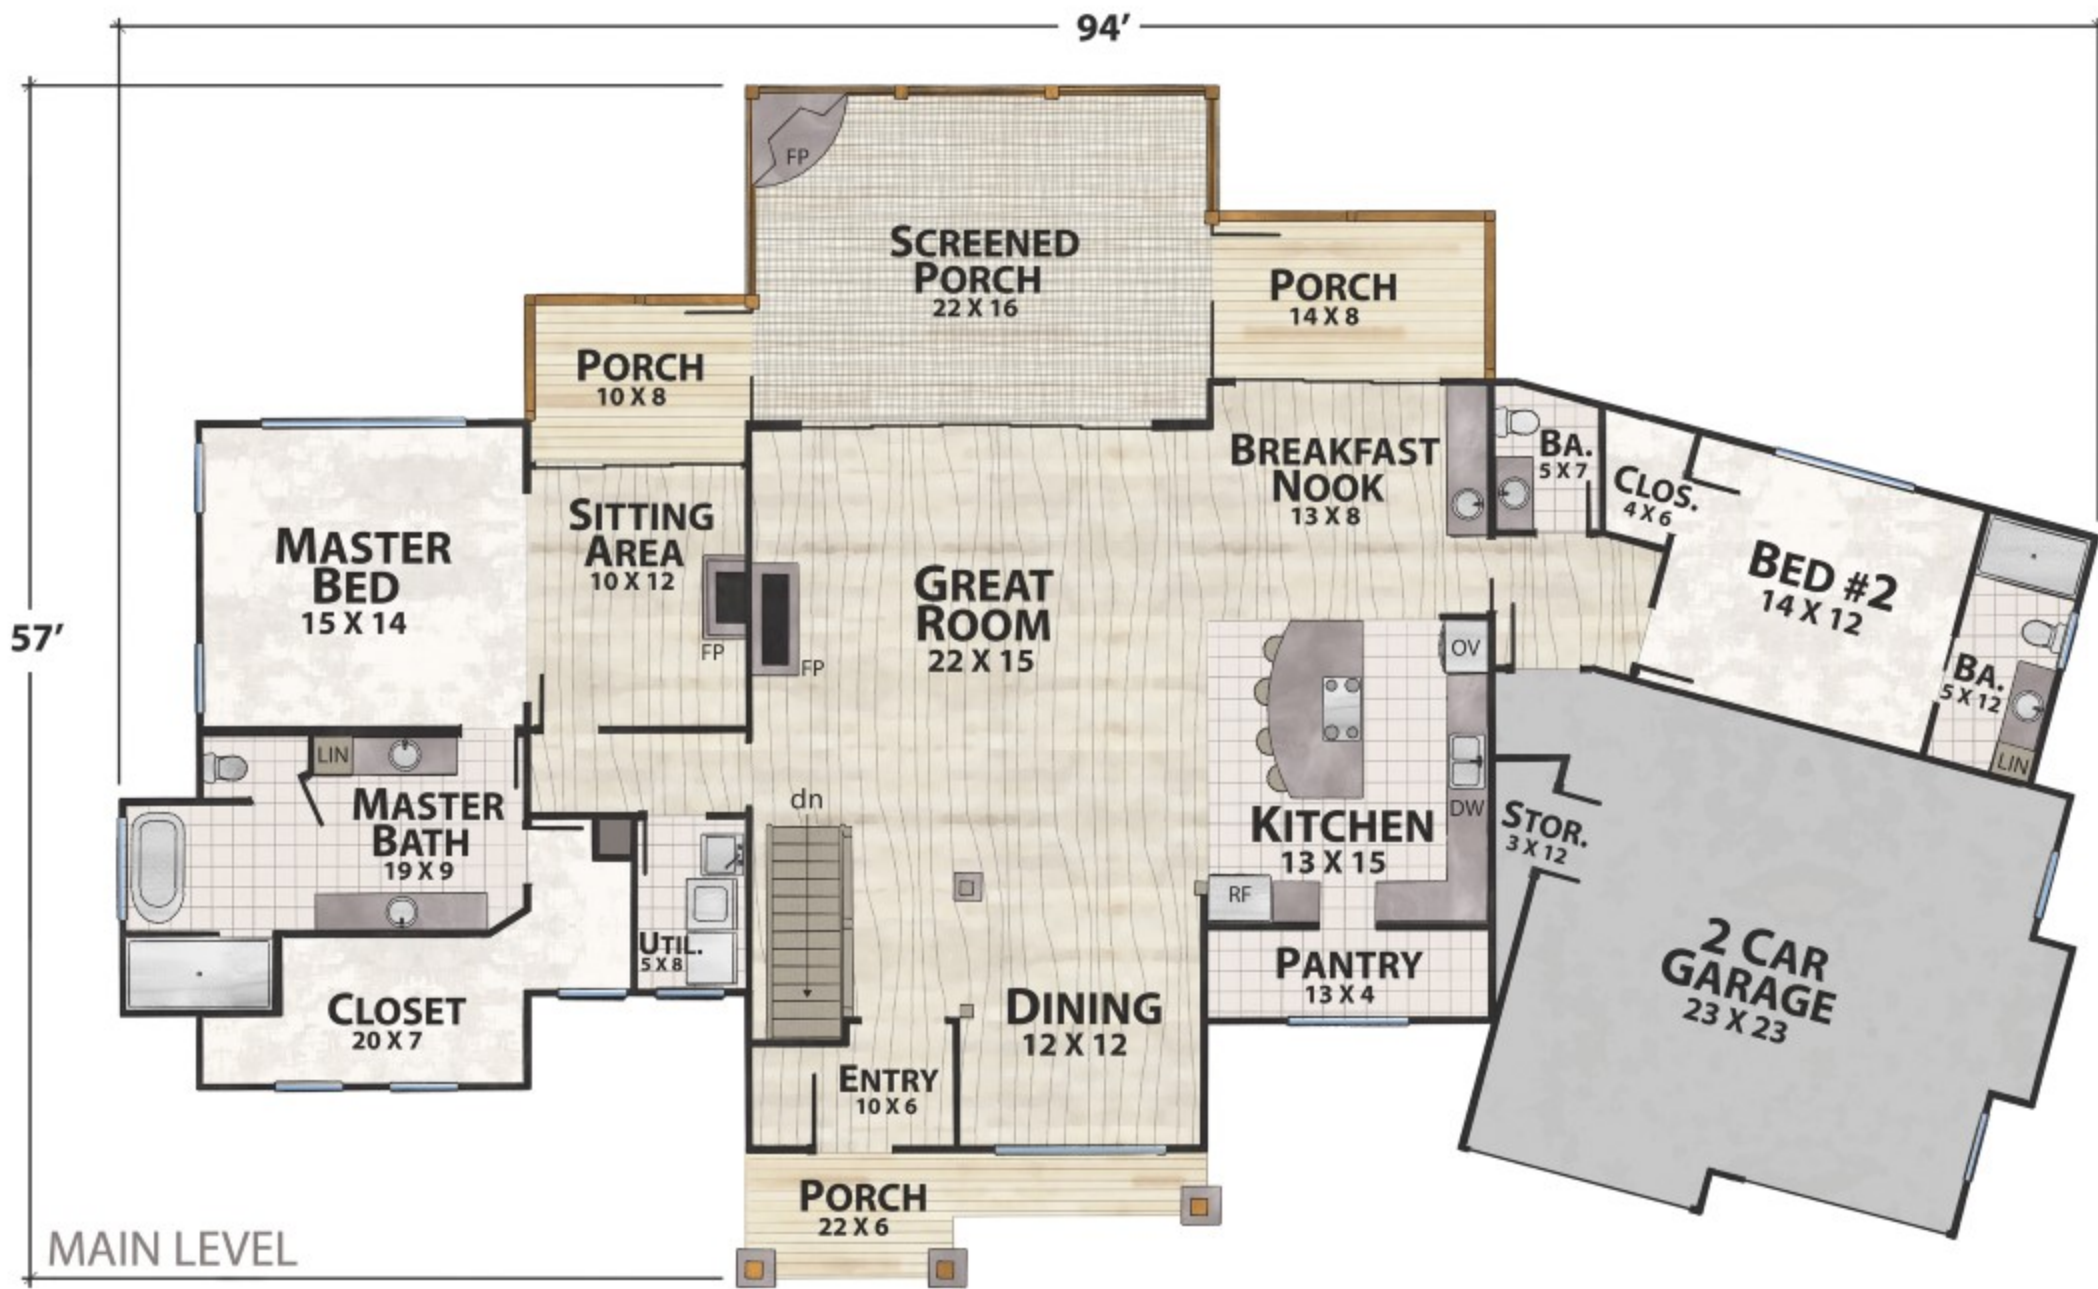 94'
FP
SCREENED
PORCH
22 X 16
PORCH
14 X 8
PORCH
10 X 8
BREAKFAST
NOOK
13 X 8
BA.
5 X 7
CLOS.
4 X 6
MASTER
BED
15 X 14
SITTING
AREA
10 X 12
FP
FP
GREAT
ROOM
22 X 15
BED #2
14 X 12
57'
OV
BA.
5 X 12
LIN
LIN
MASTER
BATH
19 X 9
dn
KITCHEN
13 X 15
DW
STOR.
3 X 12
RF
UTIL.
5 X 8
PANTRY
13 X 4
2 CAR
GARAGE
23 X 23
CLOSET
20 X 7
DINING
12 X 12
ENTRY
10 X 6
PORCH
22 X 6
MAIN LEVEL